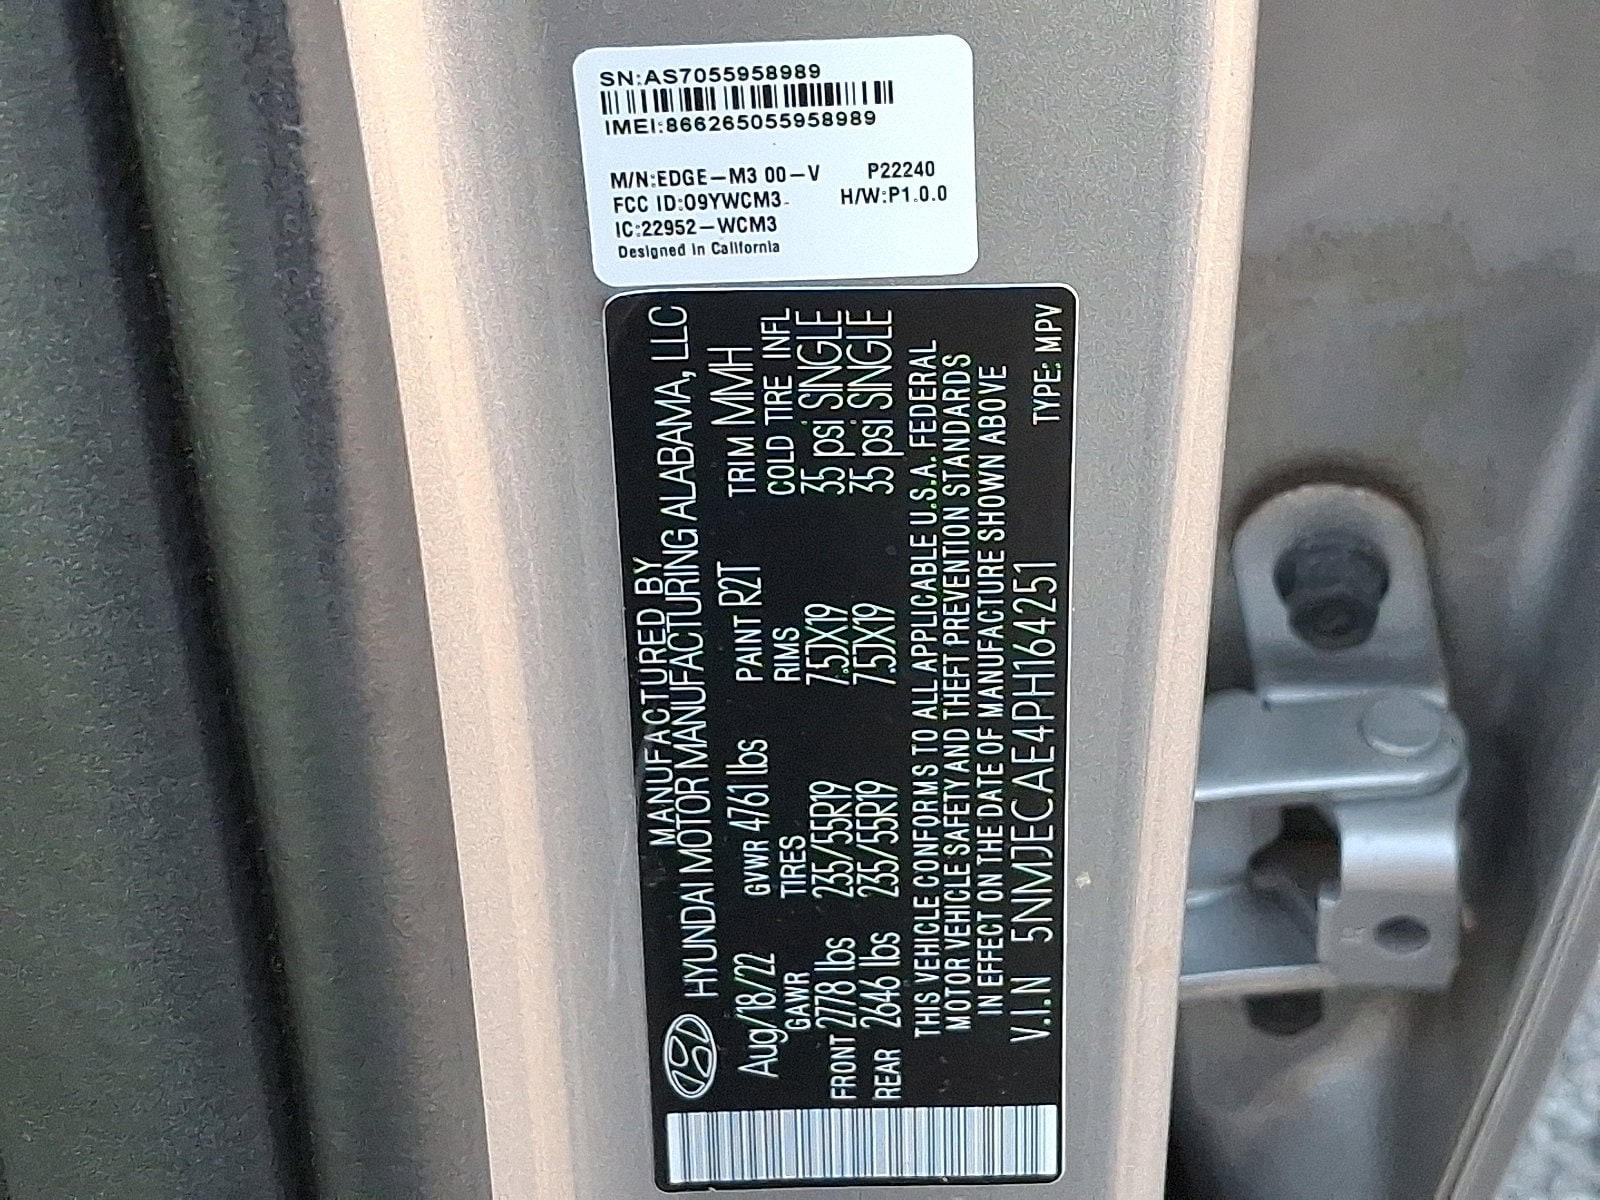 SN:AS7055958989
IMEI:866265055958989
M/N:EDGE-M3 00-V P22240
FCC ID:O9YWCM3 H/W:P1.0.0
IC:22952-WCM3
Designed in California
MANUFACTURED BY
HYUNDAI MOTOR MANUFACTURING ALABAMA, LLC
Aug/18/22 GVWR 4761 lbs PAINT R2T TRIM MMH
GAWR TIRES RIMS COLD TIRE INFL
FRONT 2778 lbs 235/55R19 7.5JX19 35 psi SINGLE
REAR 2646 lbs 235/55R19 7.5JX19 35 psi SINGLE
THIS VEHICLE CONFORMS TO ALL APPLICABLE U.S.A. FEDERAL
MOTOR VEHICLE SAFETY AND THEFT PREVENTION STANDARDS
IN EFFECT ON THE DATE OF MANUFACTURE SHOWN ABOVE
V.I.N 5NMJECAE4PH164251 TYPE: MPV